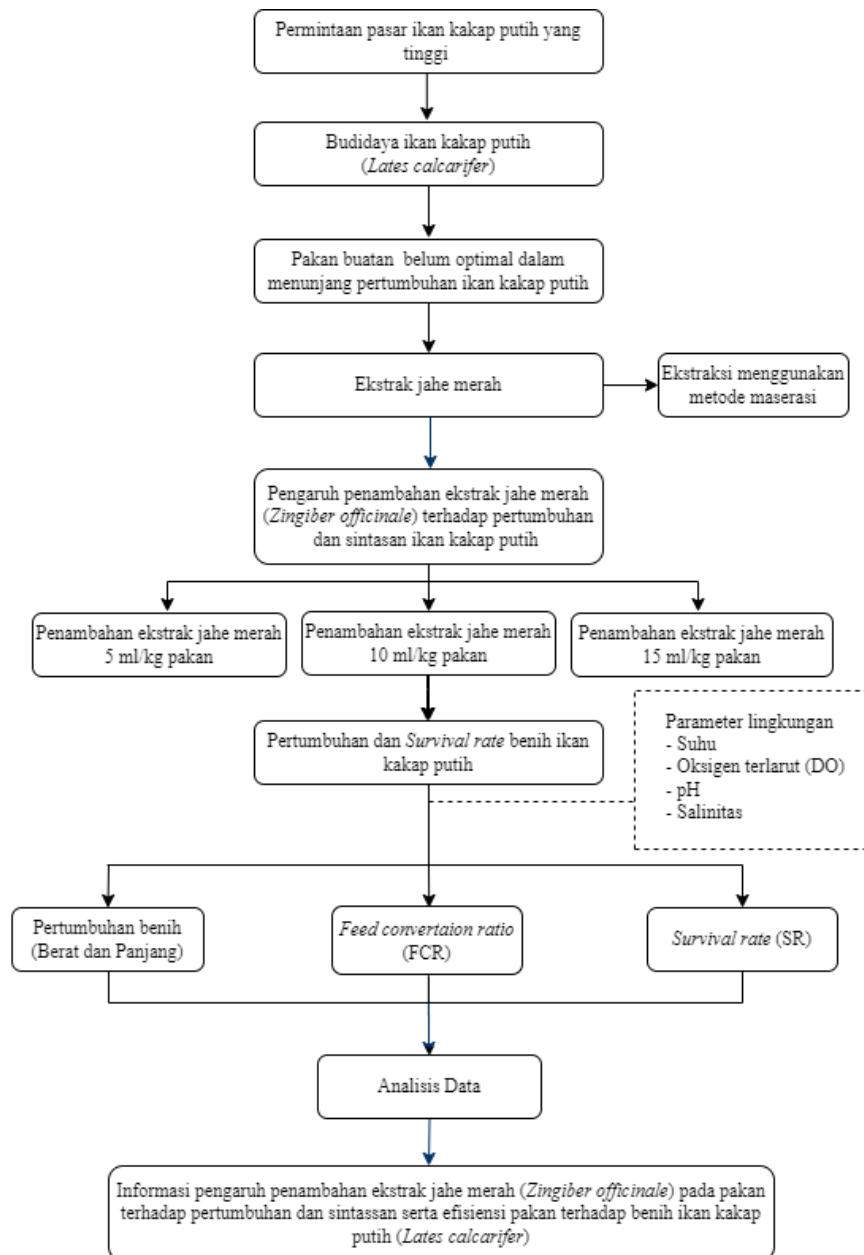 Permintaan pasar ikan kakap putih yang
tinggi
Budidaya ikan kakap putih
(Lates calcarifer)
Pakan buatan belum optimal dalam
menunjang pertumbuhan ikan kakap putih
Ekstrak jahe merah
Ekstraksi menggunakan
metode maserasi
Pengaruh penambahan ekstrak jahe merah
(Zingiber officinale) terhadap pertumbuhan
dan sintasan ikan kakap putih
Penambahan ekstrak jahe merah
5 ml/kg pakan
Penambahan ekstrak jahe merah
10 ml/kg pakan
Penambahan ekstrak jahe merah
15 ml/kg pakan
Pertumbuhan dan Survival rate benih ikan
kakap putih
Parameter lingkungan
- Suhu
- Oksigen terlarut (DO)
- pH
- Salinitas
Pertumbuhan benih
(Berat dan Panjang)
Feed convertaion ratio
(FCR)
Survival rate (SR)
Analisis Data
Informasi pengaruh penambahan ekstrak jahe merah (Zingiber officinale) pada pakan
terhadap pertumbuhan dan sintassan serta efisiensi pakan terhadap benih ikan kakap
putih (Lates calcarifer)